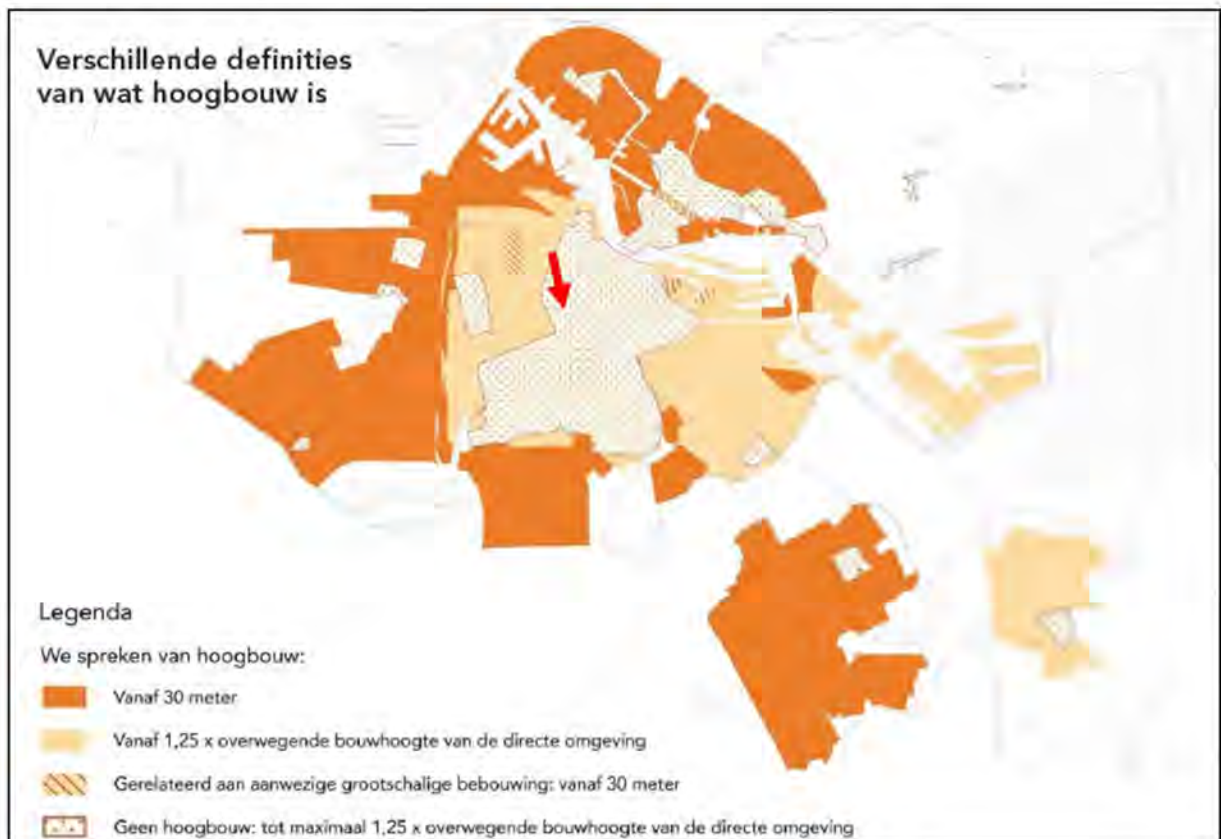 Verschillende definities
van wat hoogbouw is
Legenda
We spreken van hoogbouw:
Vanaf 30 meter
Vanaf 1,25 x overwegende bouwhoogte van de directe omgeving
Gerelateerd aan aanwezige grootschalige bebouwing: vanaf 30 meter
Geen hoogbouw: tot maximaal 1,25 x overwegende bouwhoogte van de directe omgeving